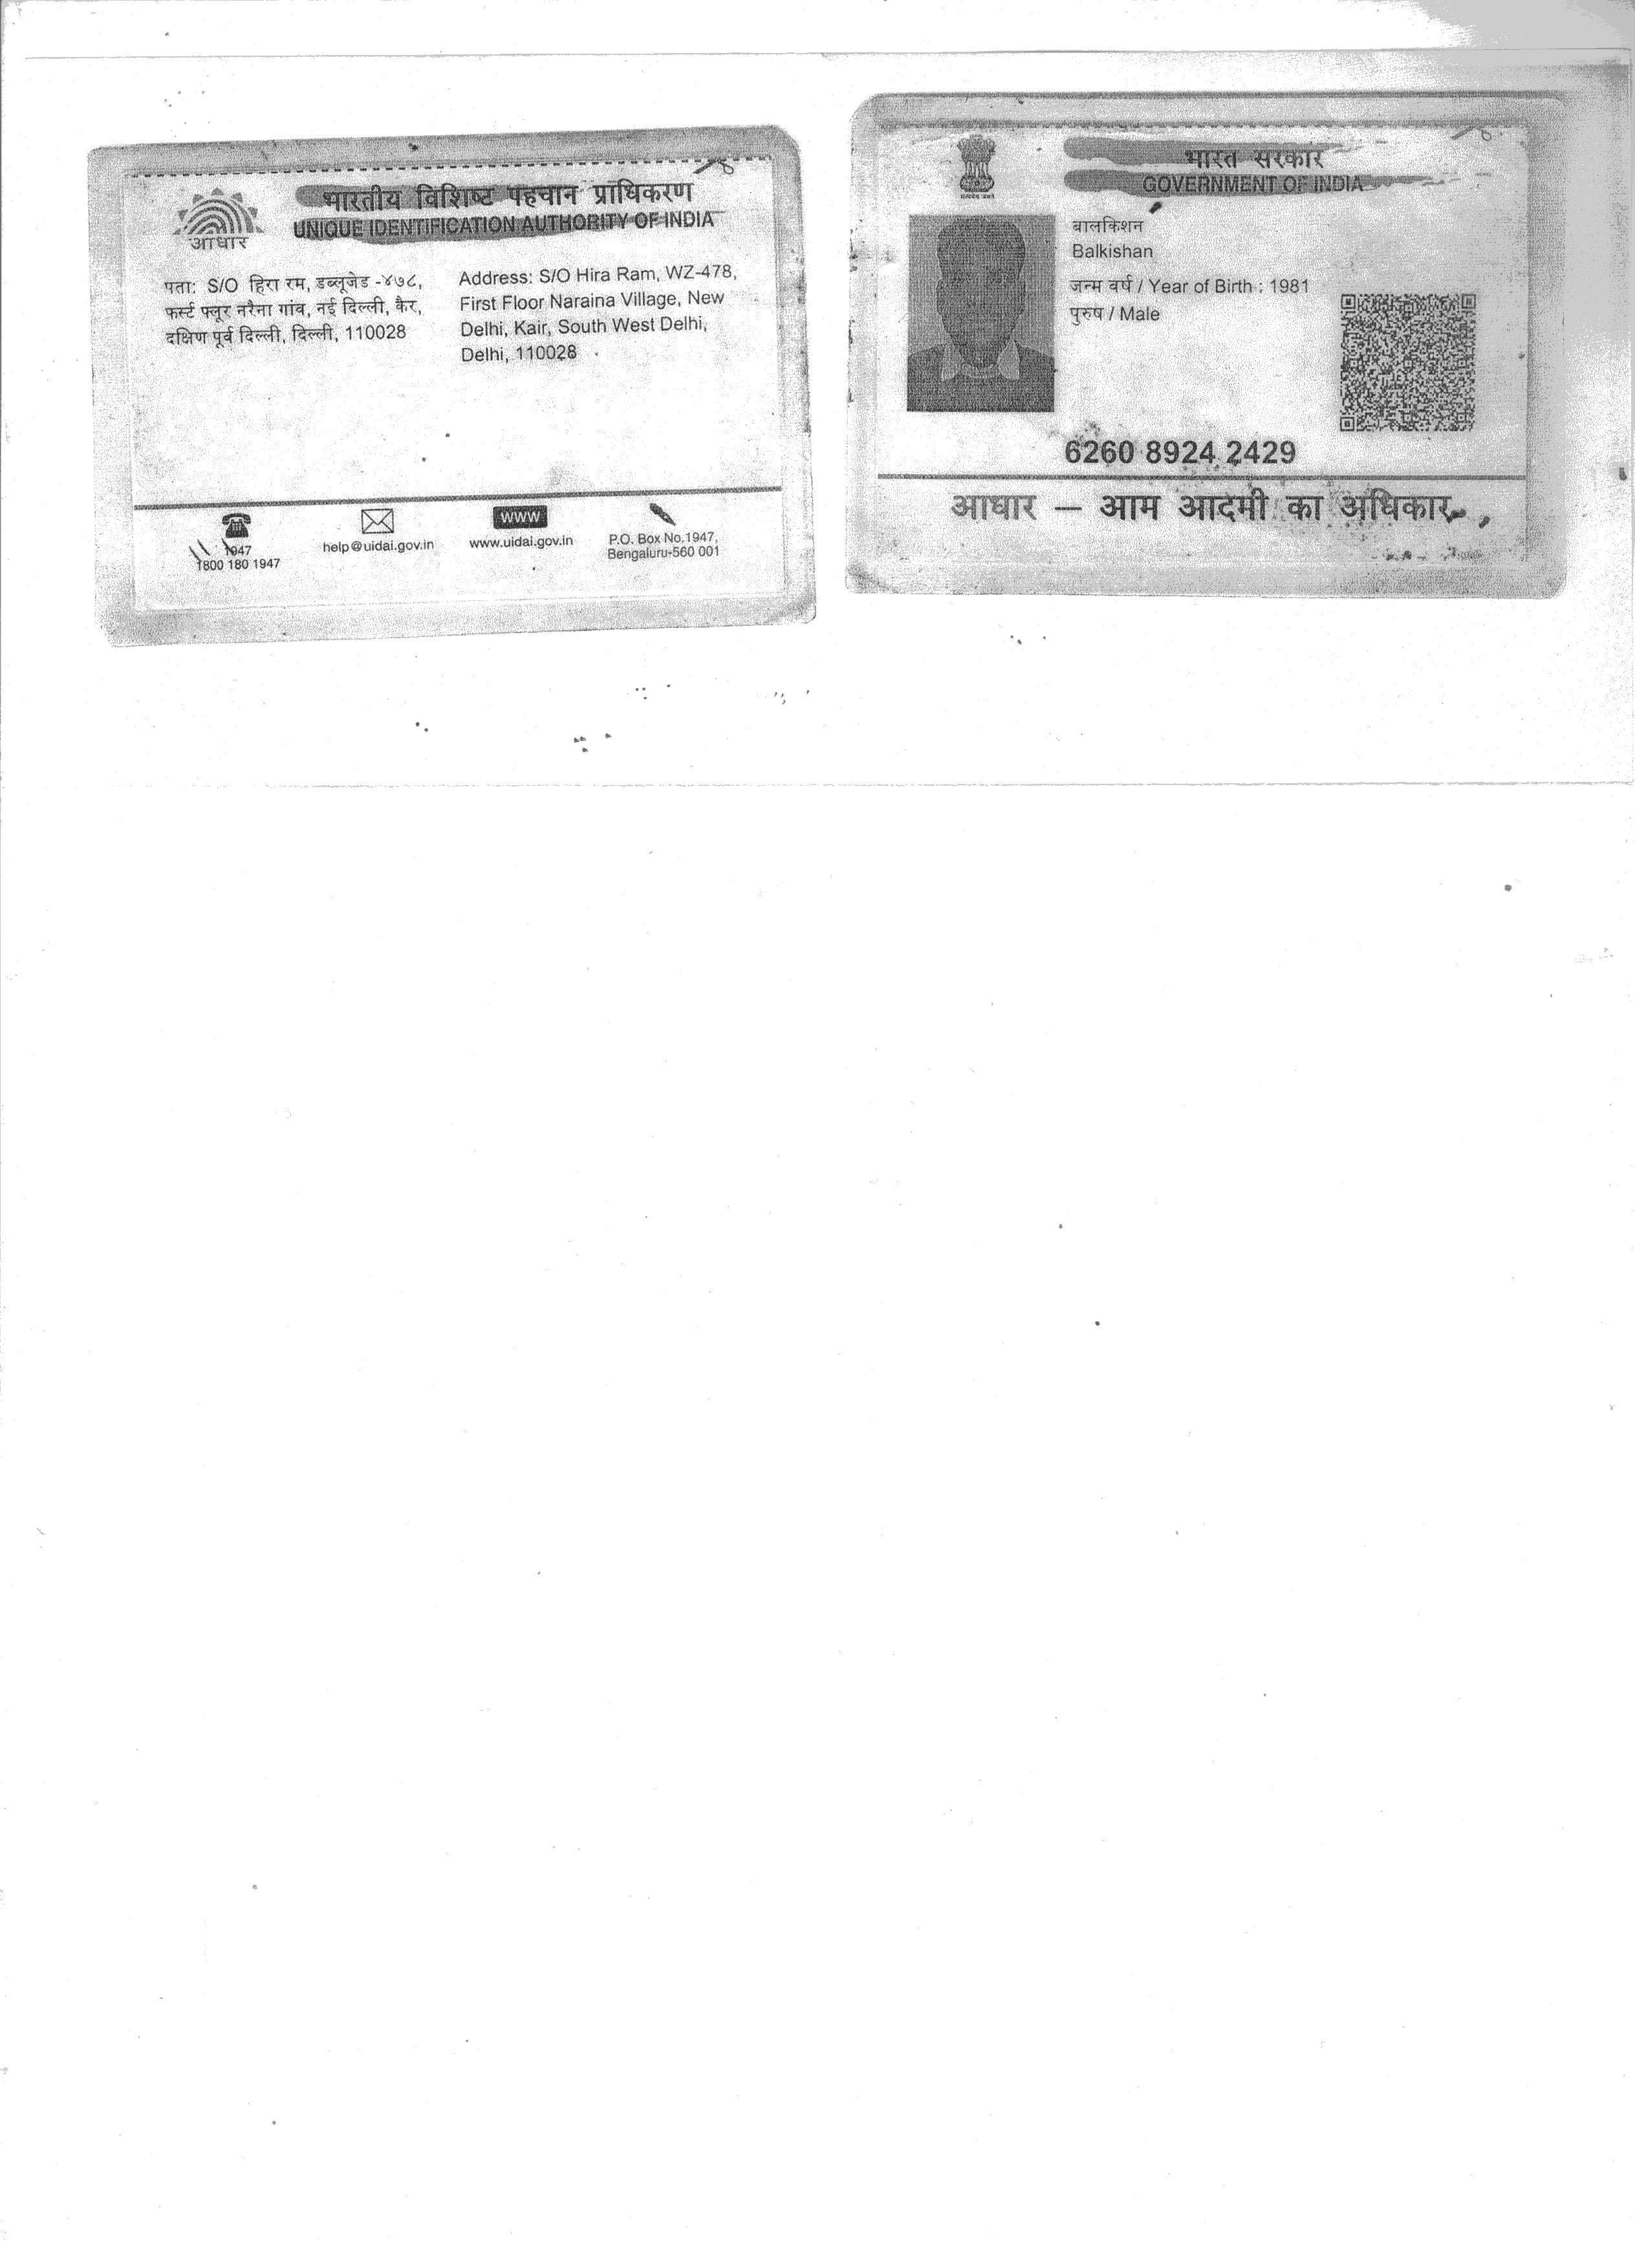 भारतीय विशिष्ट पहचान प्राधिकरण
UNIQUE IDENTIFICATION AUTHORITY OF INDIA
आधार
पता: S/O हिरा रम, डब्लूजेड -४७८,
फर्स्ट फ्लूर नरैना गांव, नई दिल्ली, कैर,
दक्षिण पूर्व दिल्ली, दिल्ली, 110028
Address: S/O Hira Ram, WZ-478,
First Floor Naraina Village, New
Delhi, Kair, South West Delhi,
Delhi, 110028
1947
1800 180 1947
help@uidai.gov.in
WWW
www.uidai.gov.in
P.O. Box No.1947,
Bengaluru-560 001
भारत सरकार
GOVERNMENT OF INDIA
बालकिशन
Balkishan
जन्म वर्ष / Year of Birth : 1981
पुरुष / Male
6260 8924 2429
आधार – आम आदमी का अधिकार